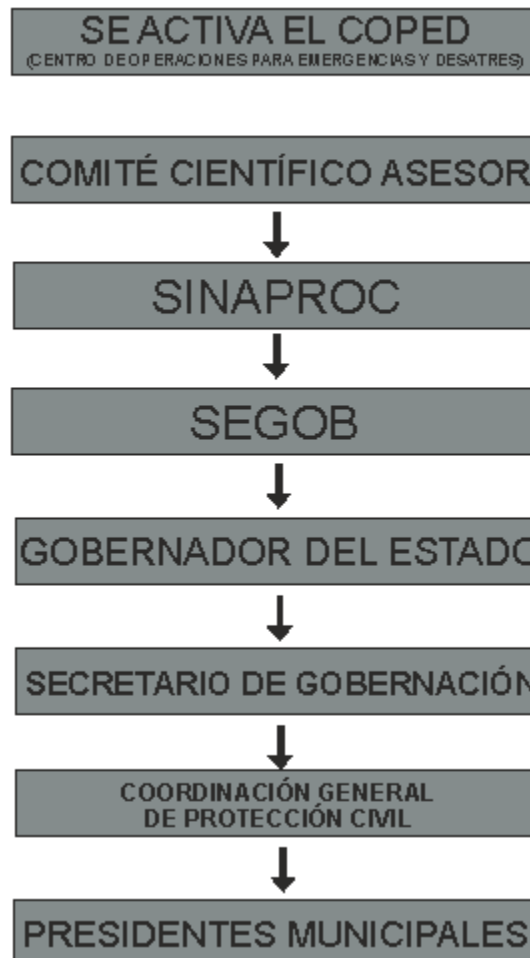 SE ACTIVA EL COPED
(CENTRO DE OPERACIONES PARA EMERGENCIAS Y DESATRES)
COMITÉ CIENTÍFICO ASESOR
SINAPROC
SEGOB
GOBERNADOR DEL ESTADO
SECRETARIO DE GOBERNACIÓN
COORDINACIÓN GENERAL
DE PROTECCIÓN CIVIL
PRESIDENTES MUNICIPALES